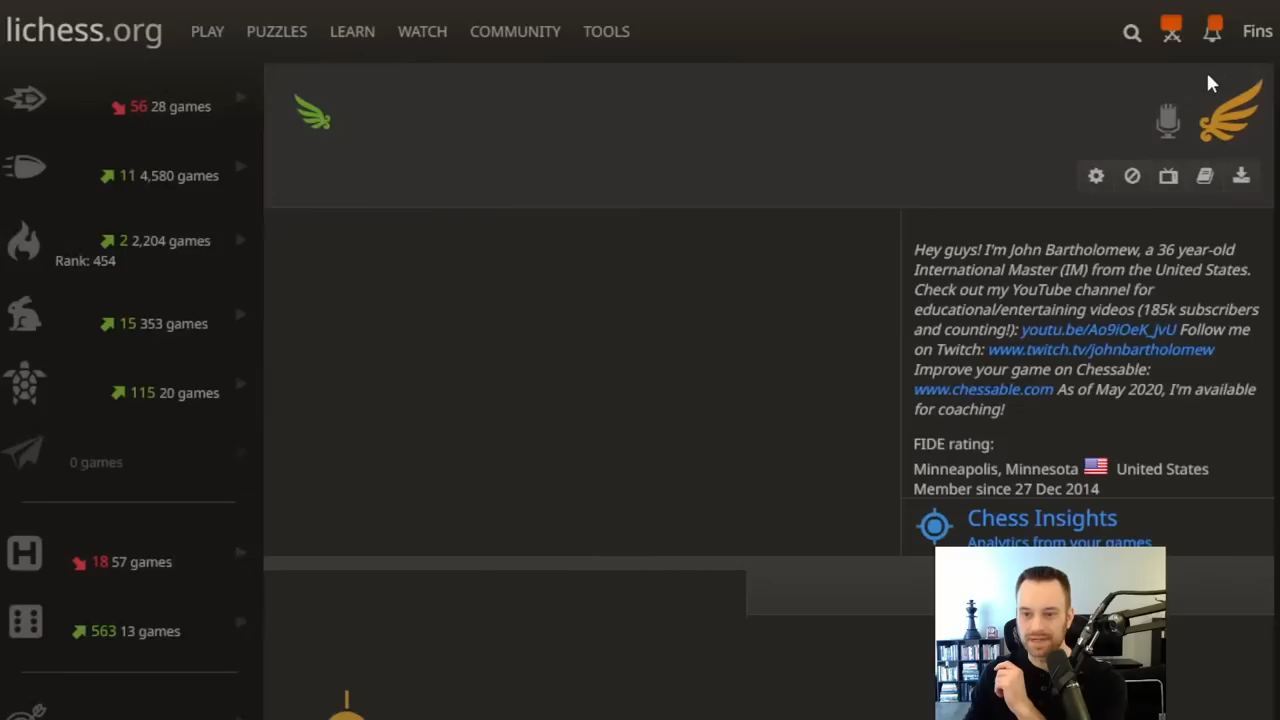 lichess.org PLAY PUZZLES LEARN WATCH COMMUNITY TOOLS Fins
56 28 games
11 4,580 games
2 2,204 games
Rank: 454
15 353 games
115 20 games
0 games
H 18 57 games
563 13 games
Hey guys! I'm John Bartholomew, a 36 year-old
International Master (IM) from the United States.
Check out my YouTube channel for
educational/entertaining videos (185k subscribers
and counting!): youtu.be/Ao9iOeK_jvU Follow me
on Twitch: www.twitch.tv/johnbartholomew
Improve your game on Chessable:
www.chessable.com As of May 2020, I'm available
for coaching!
FIDE rating:
Minneapolis, Minnesota United States
Member since 27 Dec 2014
Chess Insights
Analytics from your games